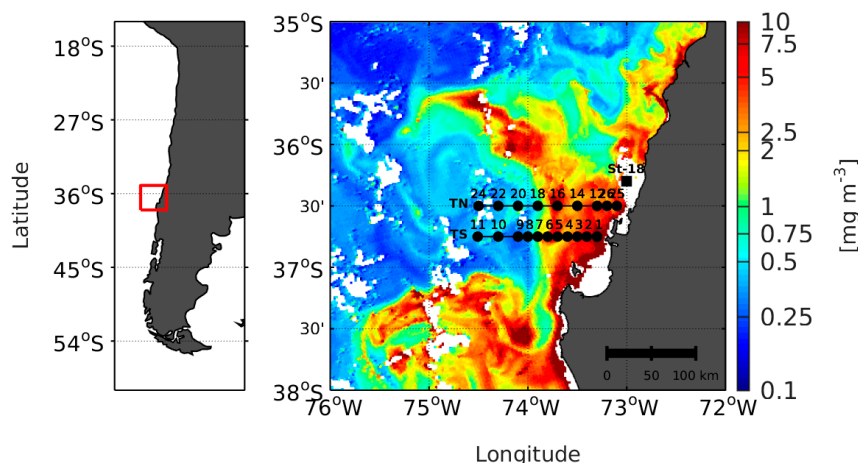 Latitude
18°S
27°S
36°S
45°S
54°S
35°S
30'
36°S
30'
37°S
30'
38°S
76°W 75°W 74°W 73°W 72°W
Longitude
St-18
TN 24 22 20 18 16 14 12 26 25
TS 11 10 9 8 7 6 5 4 3 2 1
0 50 100 km
10
7.5
5
2.5
1
0.75
0.5
0.25
0.1
[mg m⁻³]